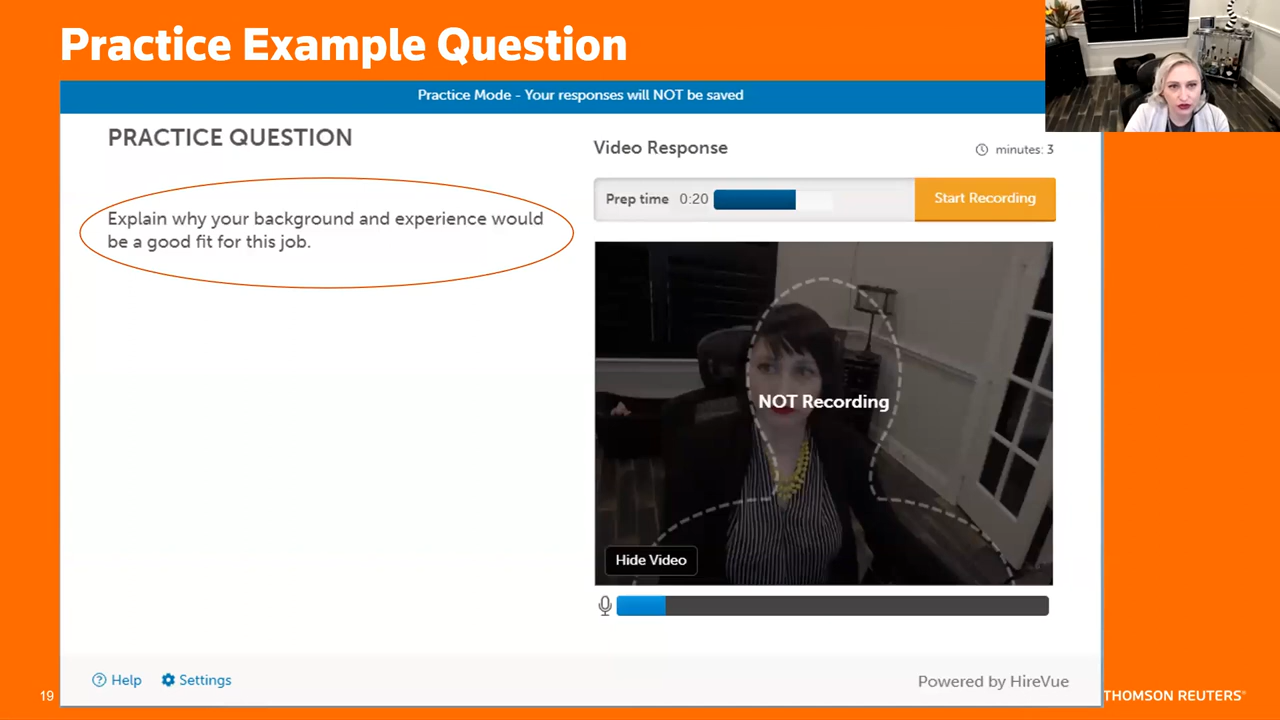 Practice Example Question
Practice Mode - Your responses will NOT be saved
PRACTICE QUESTION
Explain why your background and experience would
be a good fit for this job.
Video Response
minutes: 3
Prep time 0:20
Start Recording
NOT Recording
Hide Video
Help
Settings
Powered by HireVue
19
THOMSON REUTERS®